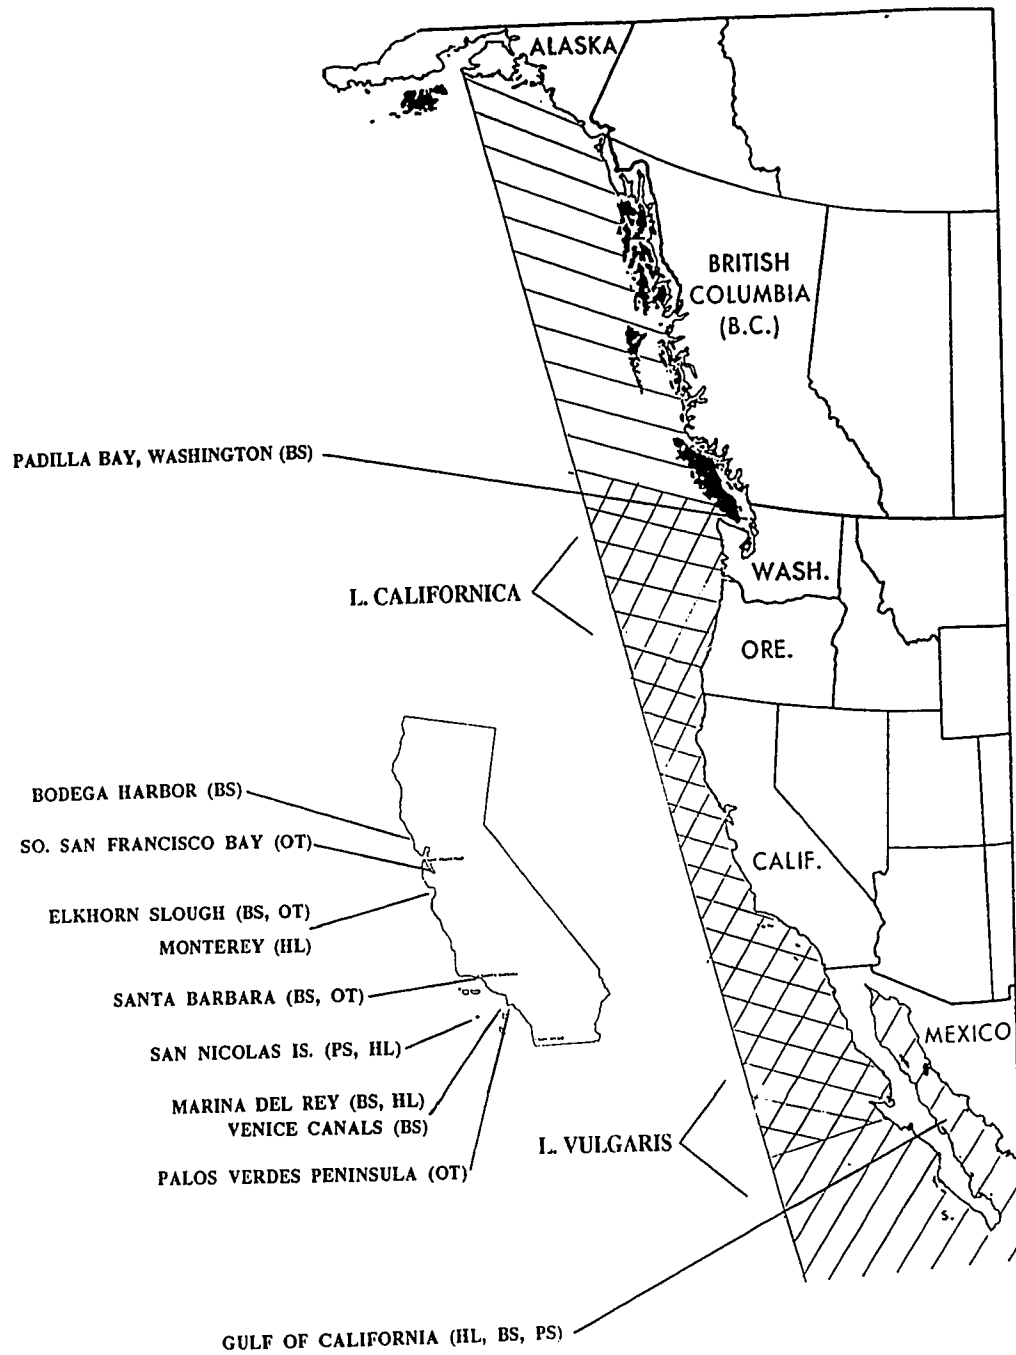 ALASKA
BRITISH
COLUMBIA
(B.C.)
PADILLA BAY, WASHINGTON (BS)
WASH.
L. CALIFORNICA
ORE.
BODEGA HARBOR (BS)
SO. SAN FRANCISCO BAY (OT)
CALIF.
ELKHORN SLOUGH (BS, OT)
MONTEREY (HL)
SANTA BARBARA (BS, OT)
MEXICO
SAN NICOLAS IS. (PS, HL)
MARINA DEL REY (BS, HL)
VENICE CANALS (BS)
L. VULGARIS
PALOS VERDES PENINSULA (OT)
S.
GULF OF CALIFORNIA (HL, BS, PS)